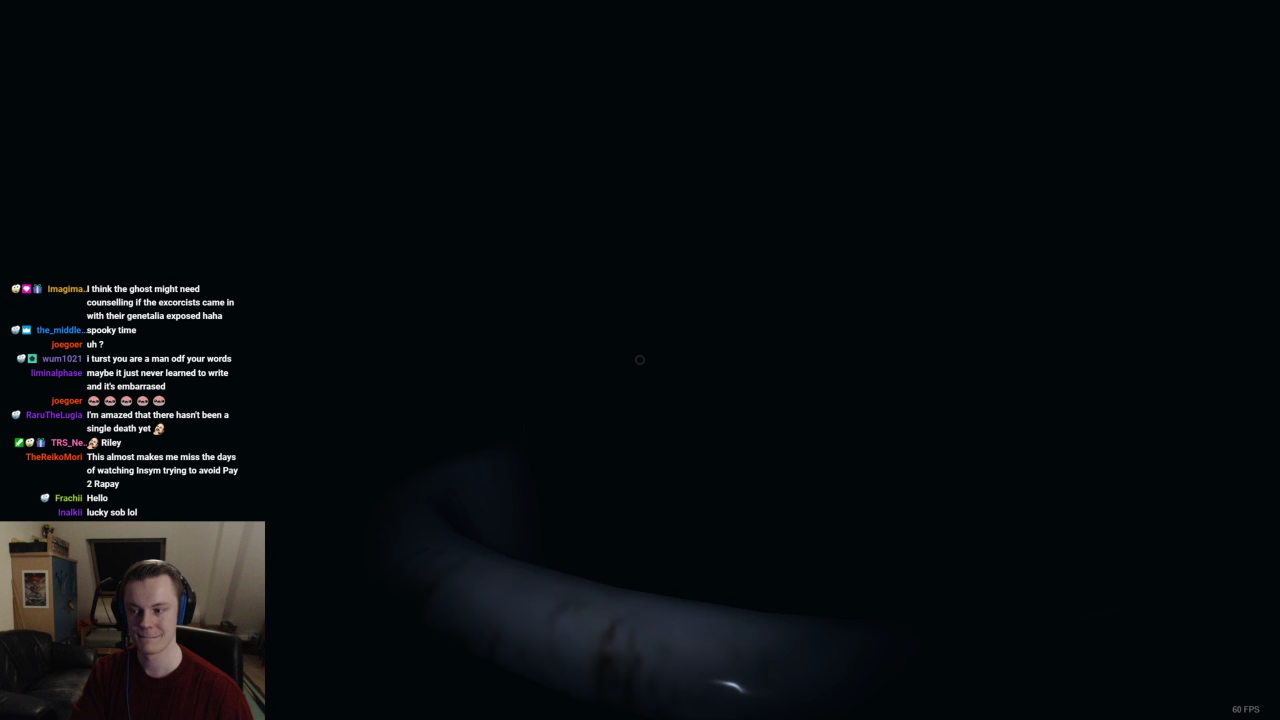 Imagima.. I think the ghost might need
counselling if the excorcists came in
with their genetalia exposed haha
the_middle... spooky time
joegoer uh ?
wum1021 i turst you are a man odf your words
liminalphase maybe it just never learned to write
and it's embarrased
joegoer
RaruTheLugia I'm amazed that there hasn't been a
single death yet
TRS_Ne... Riley
TheReikoMori This almost makes me miss the days
of watching Insym trying to avoid Pay
2 Rapay
Frachii Hello
Inalkii lucky sob lol
60 FPS